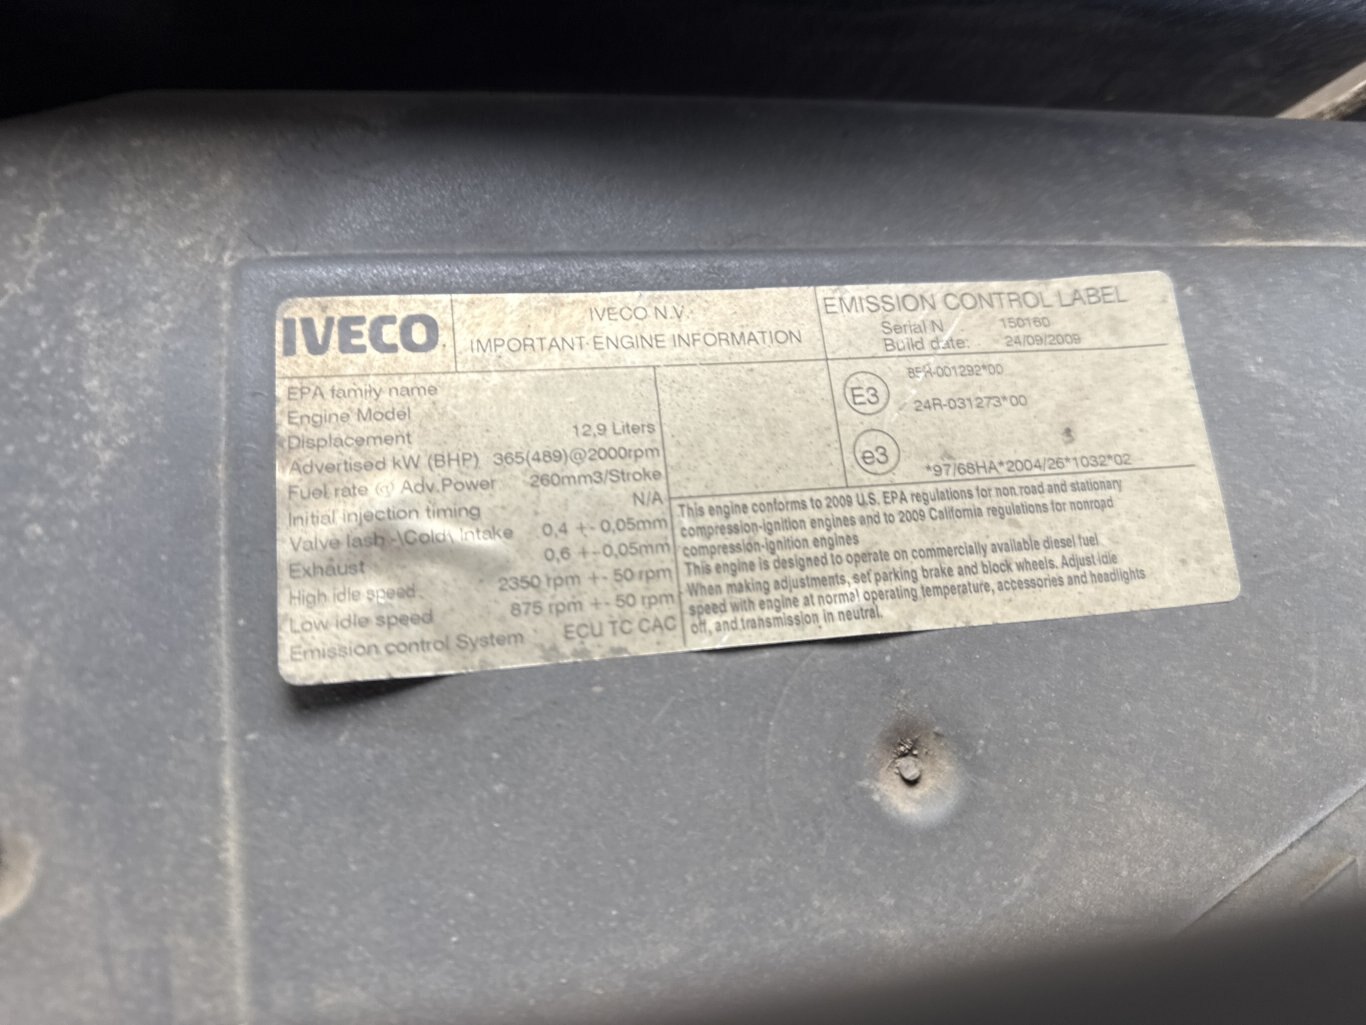 IVECO
IVECO N.V.
IMPORTANT ENGINE INFORMATION
EMISSION CONTROL LABEL
Serial N 150160
Build date: 24/09/2009
EPA family name
Engine Model
Displacement 12,9 Liters
Advertised kW (BHP) 365(489)@2000rpm
Fuel rate @ Adv.Power 260mm3/Stroke
Initial injection timing N/A
Valve lash -\Cold\ Intake 0,4 +-0,05mm
Exhaust 0,6 +-0,05mm
High idle speed 2350 rpm +- 50 rpm
Low idle speed 875 rpm +- 50 rpm
Emission control System ECU TC CAC
E3
85R-001292*00
24R-031273*00
e3
*97/68HA*2004/26*1032*02
This engine conforms to 2009 U.S. EPA regulations for non road and stationary
compression-ignition engines and to 2009 California regulations for nonroad
compression-ignition engines
This engine is designed to operate on commercially available diesel fuel
When making adjustments, set parking brake and block wheels. Adjust idle
speed with engine at normal operating temperature, accessories and headlights
off, and transmission in neutral.